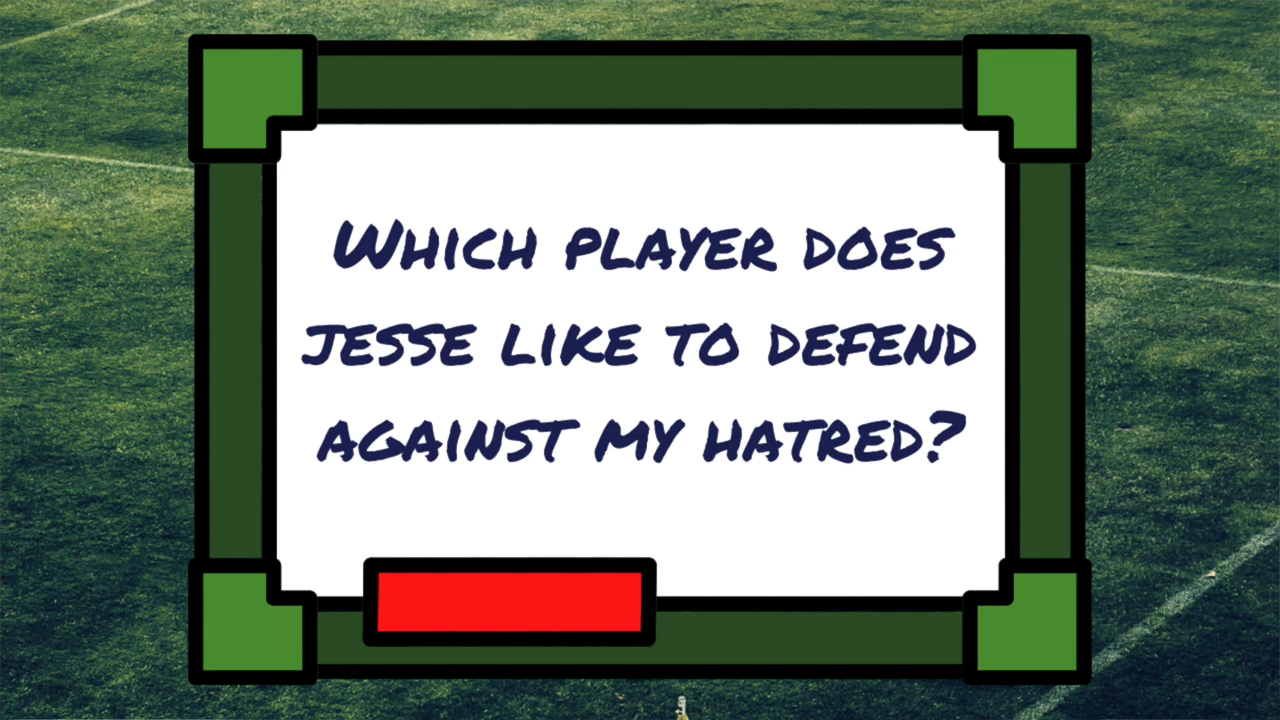 Which player does
Jesse like to defend
against my hatred?